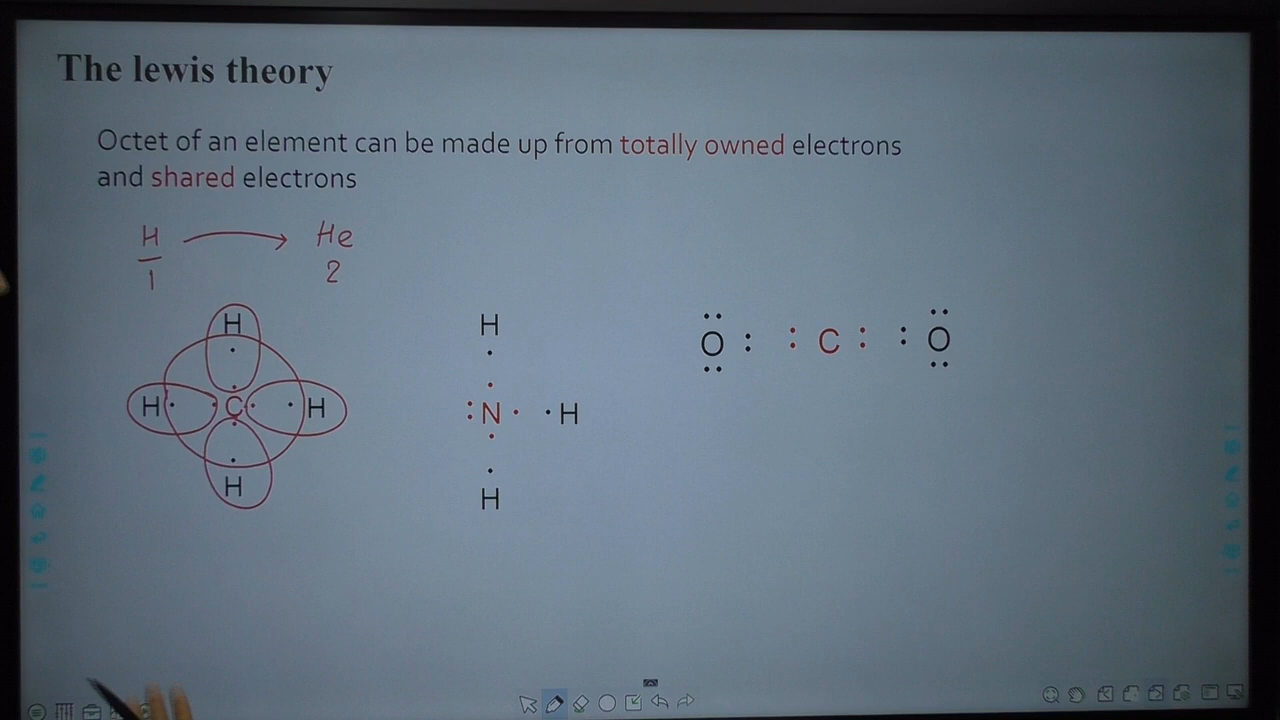 The lewis theory
Octet of an element can be made up from totally owned electrons
and shared electrons
H → He
1 2
H
H · · C · · H
H
H
: N · · H
H
O : : C : : O